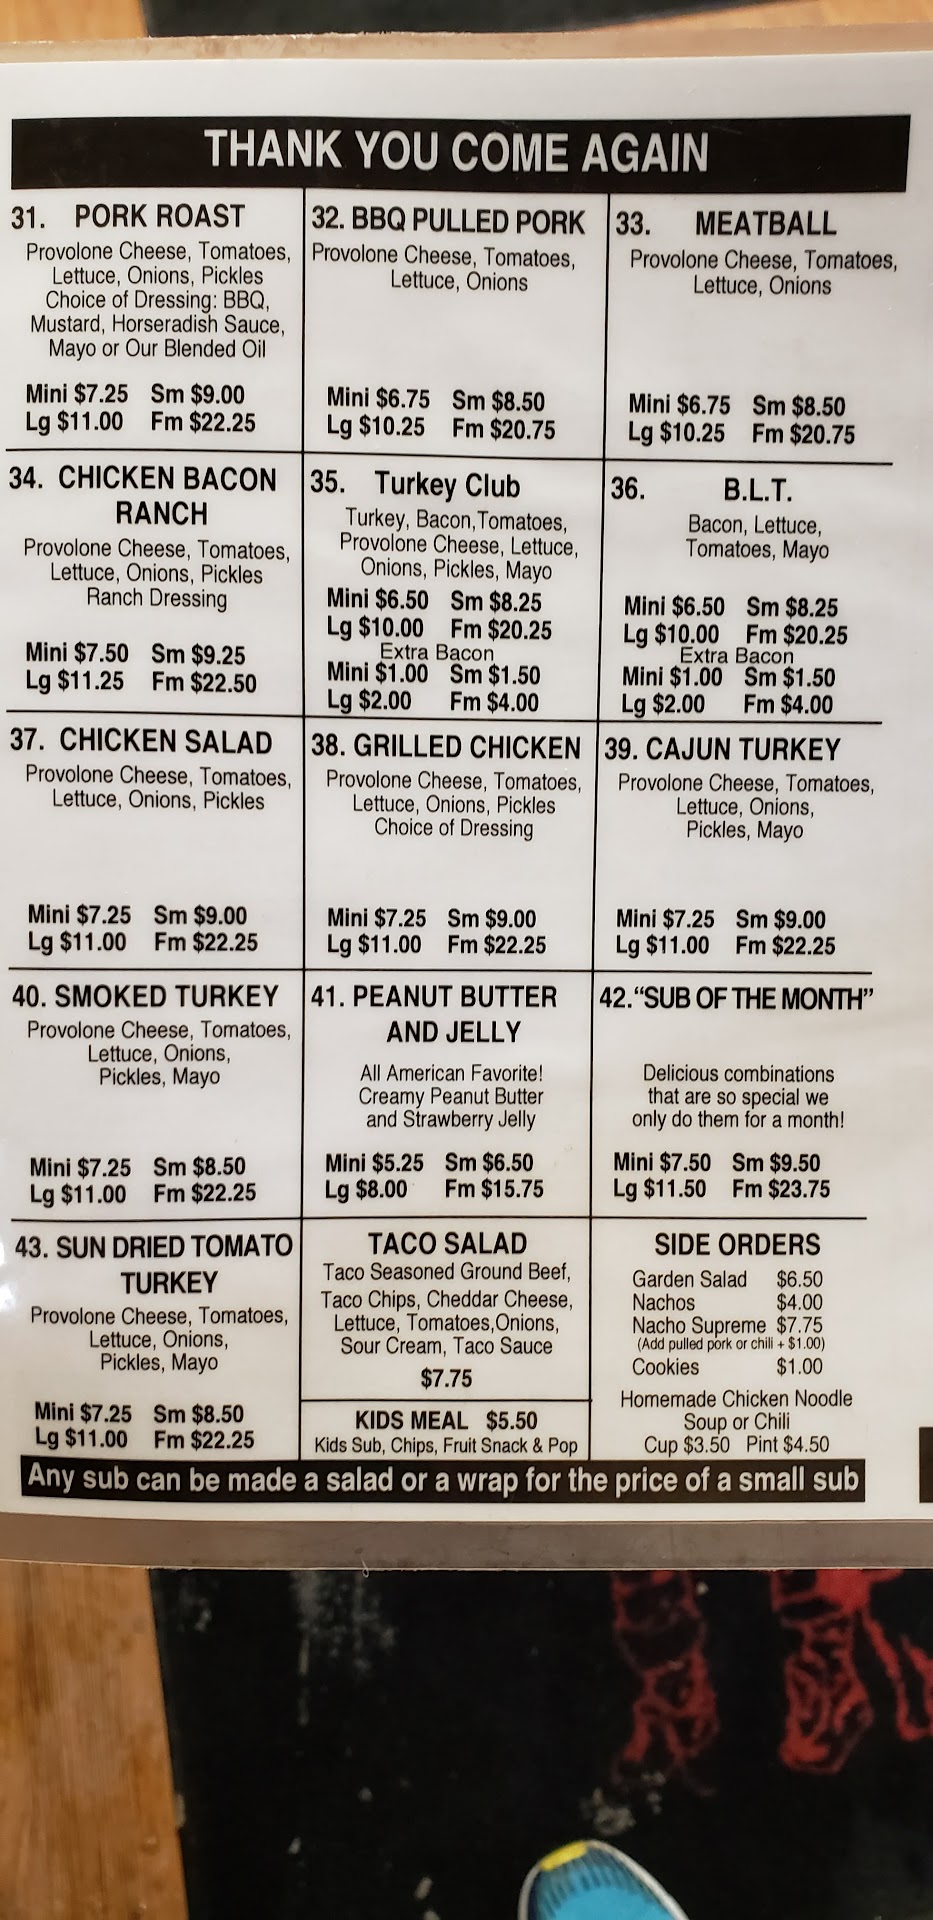 THANK YOU COME AGAIN
31. PORK ROAST
Provolone Cheese, Tomatoes,
Lettuce, Onions, Pickles
Choice of Dressing: BBQ,
Mustard, Horseradish Sauce,
Mayo or Our Blended Oil
Mini $7.25 Sm $9.00
Lg $11.00 Fm $22.25
32. BBQ PULLED PORK
Provolone Cheese, Tomatoes,
Lettuce, Onions
Mini $6.75 Sm $8.50
Lg $10.25 Fm $20.75
33. MEATBALL
Provolone Cheese, Tomatoes,
Lettuce, Onions
Mini $6.75 Sm $8.50
Lg $10.25 Fm $20.75
34. CHICKEN BACON
RANCH
Provolone Cheese, Tomatoes,
Lettuce, Onions, Pickles
Ranch Dressing
Mini $7.50 Sm $9.25
Lg $11.25 Fm $22.50
35. Turkey Club
Turkey, Bacon,Tomatoes,
Provolone Cheese, Lettuce,
Onions, Pickles, Mayo
Mini $6.50 Sm $8.25
Lg $10.00 Fm $20.25
Extra Bacon
Mini $1.00 Sm $1.50
Lg $2.00 Fm $4.00
36. B.L.T.
Bacon, Lettuce,
Tomatoes, Mayo
Mini $6.50 Sm $8.25
Lg $10.00 Fm $20.25
Extra Bacon
Mini $1.00 Sm $1.50
Lg $2.00 Fm $4.00
37. CHICKEN SALAD
Provolone Cheese, Tomatoes,
Lettuce, Onions, Pickles
Mini $7.25 Sm $9.00
Lg $11.00 Fm $22.25
38. GRILLED CHICKEN
Provolone Cheese, Tomatoes,
Lettuce, Onions, Pickles
Choice of Dressing
Mini $7.25 Sm $9.00
Lg $11.00 Fm $22.25
39. CAJUN TURKEY
Provolone Cheese, Tomatoes,
Lettuce, Onions,
Pickles, Mayo
Mini $7.25 Sm $9.00
Lg $11.00 Fm $22.25
40. SMOKED TURKEY
Provolone Cheese, Tomatoes,
Lettuce, Onions,
Pickles, Mayo
Mini $7.25 Sm $8.50
Lg $11.00 Fm $22.25
41. PEANUT BUTTER
AND JELLY
All American Favorite!
Creamy Peanut Butter
and Strawberry Jelly
Mini $5.25 Sm $6.50
Lg $8.00 Fm $15.75
42."SUB OF THE MONTH"
Delicious combinations
that are so special we
only do them for a month!
Mini $7.50 Sm $9.50
Lg $11.50 Fm $23.75
43. SUN DRIED TOMATO
TURKEY
Provolone Cheese, Tomatoes,
Lettuce, Onions,
Pickles, Mayo
Mini $7.25 Sm $8.50
Lg $11.00 Fm $22.25
TACO SALAD
Taco Seasoned Ground Beef,
Taco Chips, Cheddar Cheese,
Lettuce, Tomatoes,Onions,
Sour Cream, Taco Sauce
$7.75
KIDS MEAL $5.50
Kids Sub, Chips, Fruit Snack & Pop
SIDE ORDERS
Garden Salad $6.50
Nachos $4.00
Nacho Supreme $7.75
(Add pulled pork or chili + $1.00)
Cookies $1.00
Homemade Chicken Noodle
Soup or Chili
Cup $3.50 Pint $4.50
Any sub can be made a salad or a wrap for the price of a small sub